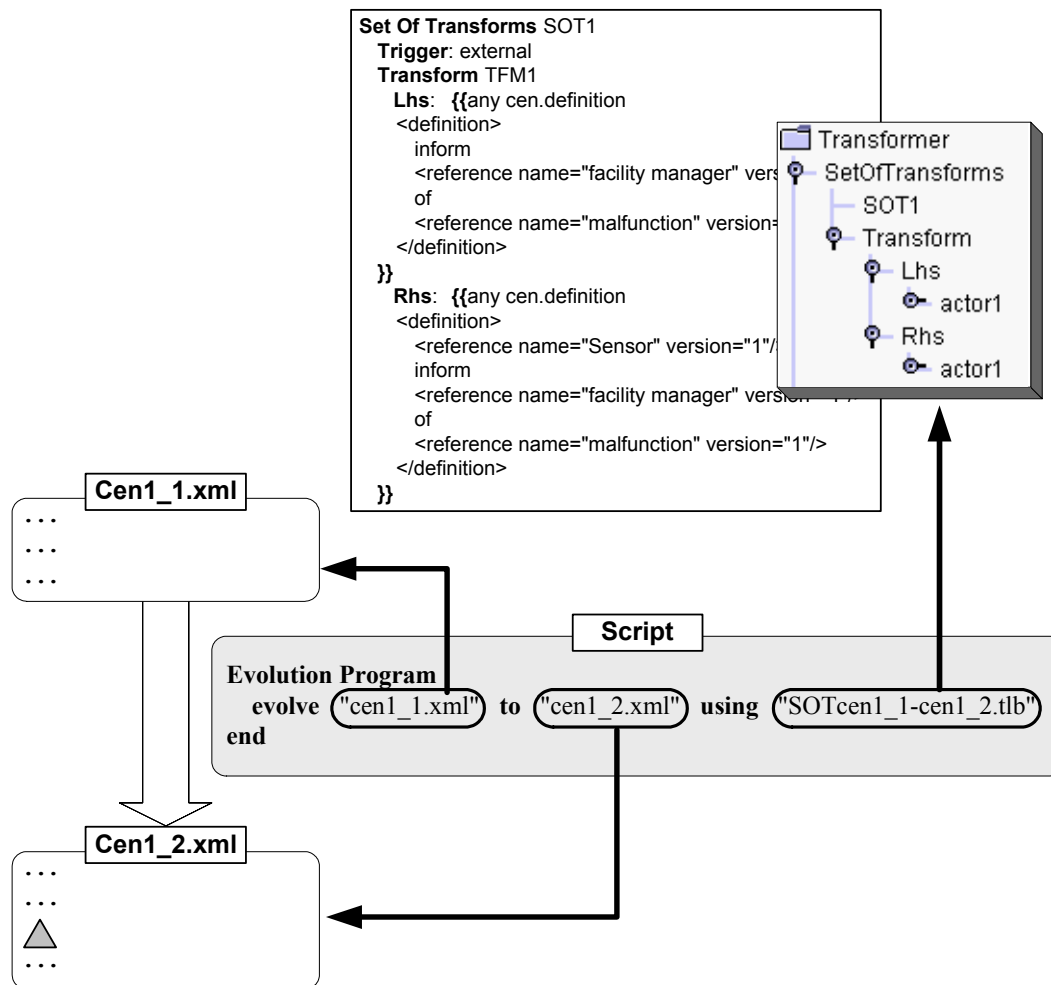 Set Of Transforms SOT1
Trigger: external
Transform TFM1
Lhs: {{any cen.definition
<definition>
inform
<reference name="facility manager" vers
of
<reference name="malfunction" version=
</definition>
}}
Rhs: {{any cen.definition
<definition>
<reference name="Sensor" version="1"/>
inform
<reference name="facility manager" version="1"/>
of
<reference name="malfunction" version="1"/>
</definition>
}}
Transformer
SetOfTransforms
SOT1
Transform
Lhs
actor1
Rhs
actor1
Cen1_1.xml
. . .
. . .
. . .
Script
Evolution Program
evolve "cen1_1.xml" to "cen1_2.xml" using "SOTcen1_1-cen1_2.tlb"
end
Cen1_2.xml
. . .
. . .
. . .